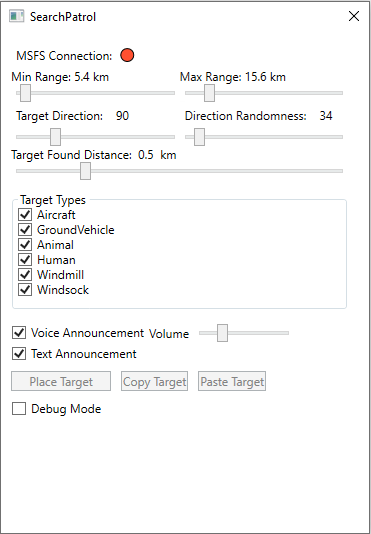 SearchPatrol
MSFS Connection:
Min Range: 5.4 km Max Range: 15.6 km
Target Direction: 90 Direction Randomness: 34
Target Found Distance: 0.5 km
Target Types
Aircraft
GroundVehicle
Animal
Human
Windmill
Windsock
Voice Announcement Volume
Text Announcement
Place Target Copy Target Paste Target
Debug Mode